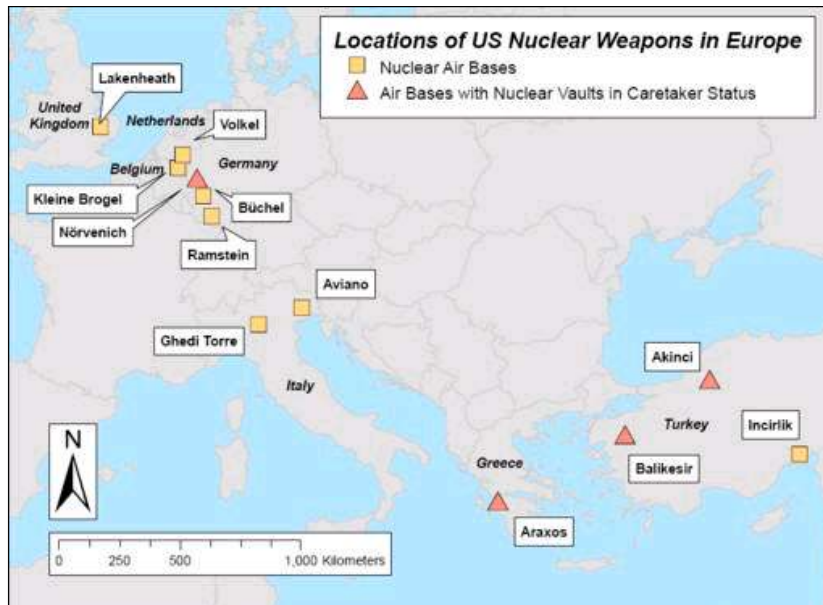 Locations of US Nuclear Weapons in Europe
Nuclear Air Bases
Air Bases with Nuclear Vaults in Caretaker Status
Lakenheath
United
Kingdom
Netherlands
Volkel
Belgium
Germany
Kleine Brogel
Büchel
Nörvenich
Ramstein
Aviano
Ghedi Torre
Akinci
Italy
Turkey
Incirlik
N
Greece
Balikesir
Araxos
0 250 500 1,000 Kilometers